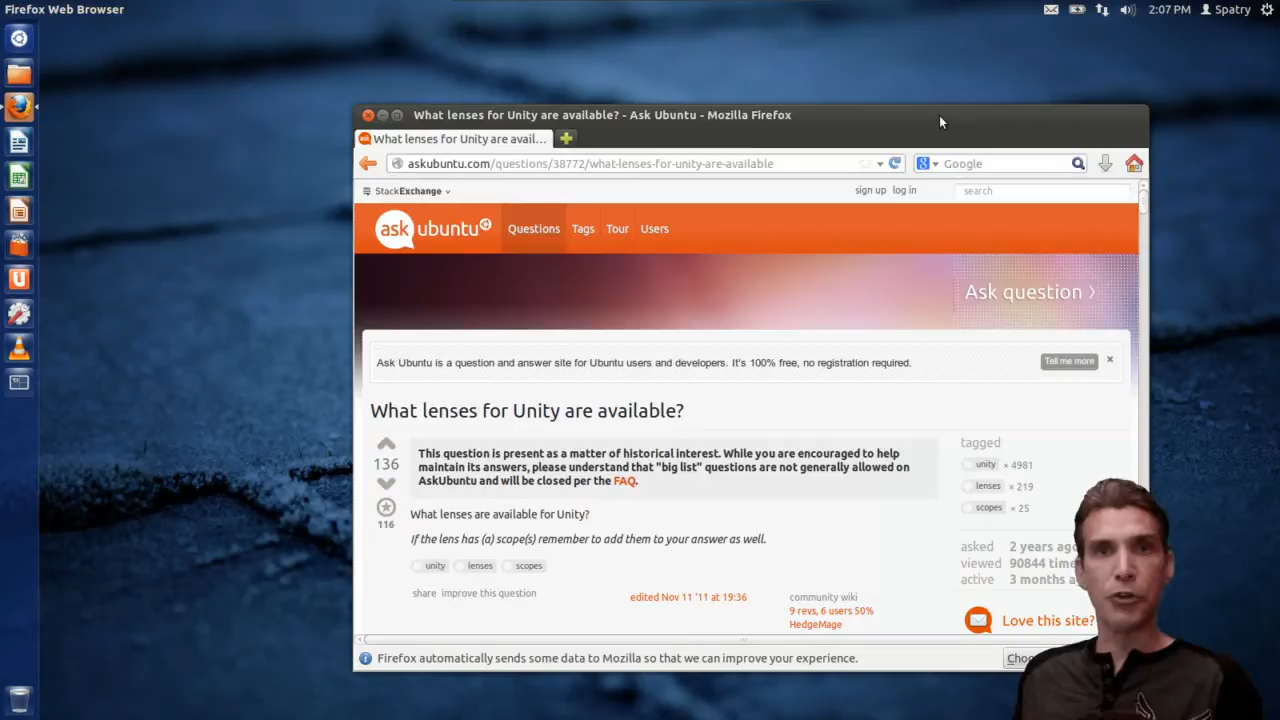 Firefox Web Browser
2:07 PM Spatry
What lenses for Unity are available? - Ask Ubuntu - Mozilla Firefox
What lenses for Unity are avail...
askubuntu.com/questions/38772/what-lenses-for-unity-are-available
Google
StackExchange
sign up log in
search
ask ubuntu
Questions Tags Tour Users
Ask question ›
Ask Ubuntu is a question and answer site for Ubuntu users and developers. It's 100% free, no registration required.
Tell me more ×
What lenses for Unity are available?
136
116
This question is present as a matter of historical interest. While you are encouraged to help
maintain its answers, please understand that "big list" questions are not generally allowed on
AskUbuntu and will be closed per the FAQ.
What lenses are available for Unity?
If the lens has (a) scope(s) remember to add them to your answer as well.
unity lenses scopes
share improve this question
edited Nov 11 '11 at 19:36
community wiki
9 revs, 6 users 50%
HedgeMage
tagged
unity × 4981
lenses × 219
scopes × 25
asked 2 years ago
viewed 90844 time
active 3 months a
Love this site?
Firefox automatically sends some data to Mozilla so that we can improve your experience.
Choo